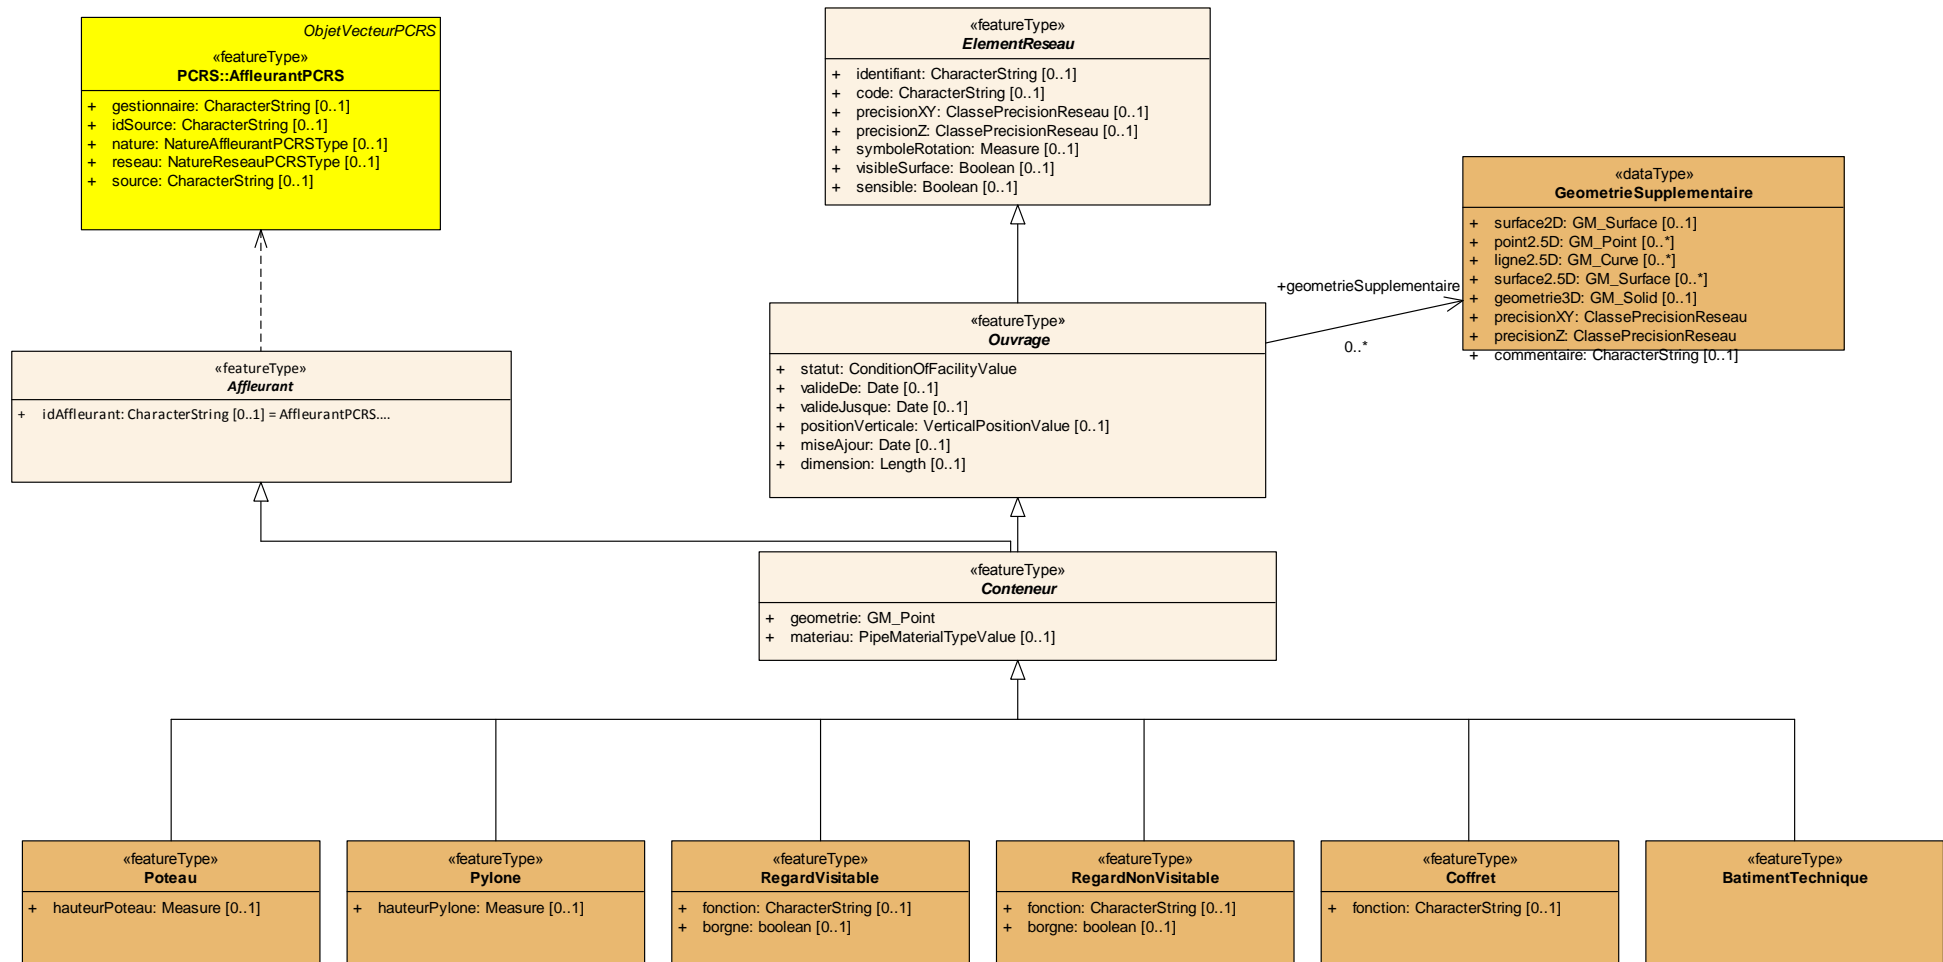 ObjetVecteurPCRS
«featureType»
PCRS::AffleurantPCRS
+ gestionnaire: CharacterString [0..1]
+ idSource: CharacterString [0..1]
+ nature: NatureAffleurantPCRSType [0..1]
+ reseau: NatureReseauPCRSType [0..1]
+ source: CharacterString [0..1]
«featureType»
ElementReseau
+ identifiant: CharacterString [0..1]
+ code: CharacterString [0..1]
+ precisionXY: ClassePrecisionReseau [0..1]
+ precisionZ: ClassePrecisionReseau [0..1]
+ symboleRotation: Measure [0..1]
+ visibleSurface: Boolean [0..1]
+ sensible: Boolean [0..1]
«dataType»
GeometrieSupplementaire
+ surface2D: GM_Surface [0..1]
+ point2.5D: GM_Point [0..*]
+ ligne2.5D: GM_Curve [0..*]
+ surface2.5D: GM_Surface [0..*]
+ geometrie3D: GM_Solid [0..1]
+ precisionXY: ClassePrecisionReseau
+ precisionZ: ClassePrecisionReseau
+ commentaire: CharacterString [0..1]
+geometrieSupplementaire
0..*
«featureType»
Ouvrage
+ statut: ConditionOfFacilityValue
+ valideDe: Date [0..1]
+ valideJusque: Date [0..1]
+ positionVerticale: VerticalPositionValue [0..1]
+ miseAjour: Date [0..1]
+ dimension: Length [0..1]
«featureType»
Affleurant
+ idAffleurant: CharacterString [0..1] = AffleurantPCRS....
«featureType»
Conteneur
+ geometrie: GM_Point
+ materiau: PipeMaterialTypeValue [0..1]
«featureType»
Poteau
+ hauteurPoteau: Measure [0..1]
«featureType»
Pylone
+ hauteurPylone: Measure [0..1]
«featureType»
RegardVisitable
+ fonction: CharacterString [0..1]
+ borgne: boolean [0..1]
«featureType»
RegardNonVisitable
+ fonction: CharacterString [0..1]
+ borgne: boolean [0..1]
«featureType»
Coffret
+ fonction: CharacterString [0..1]
«featureType»
BatimentTechnique